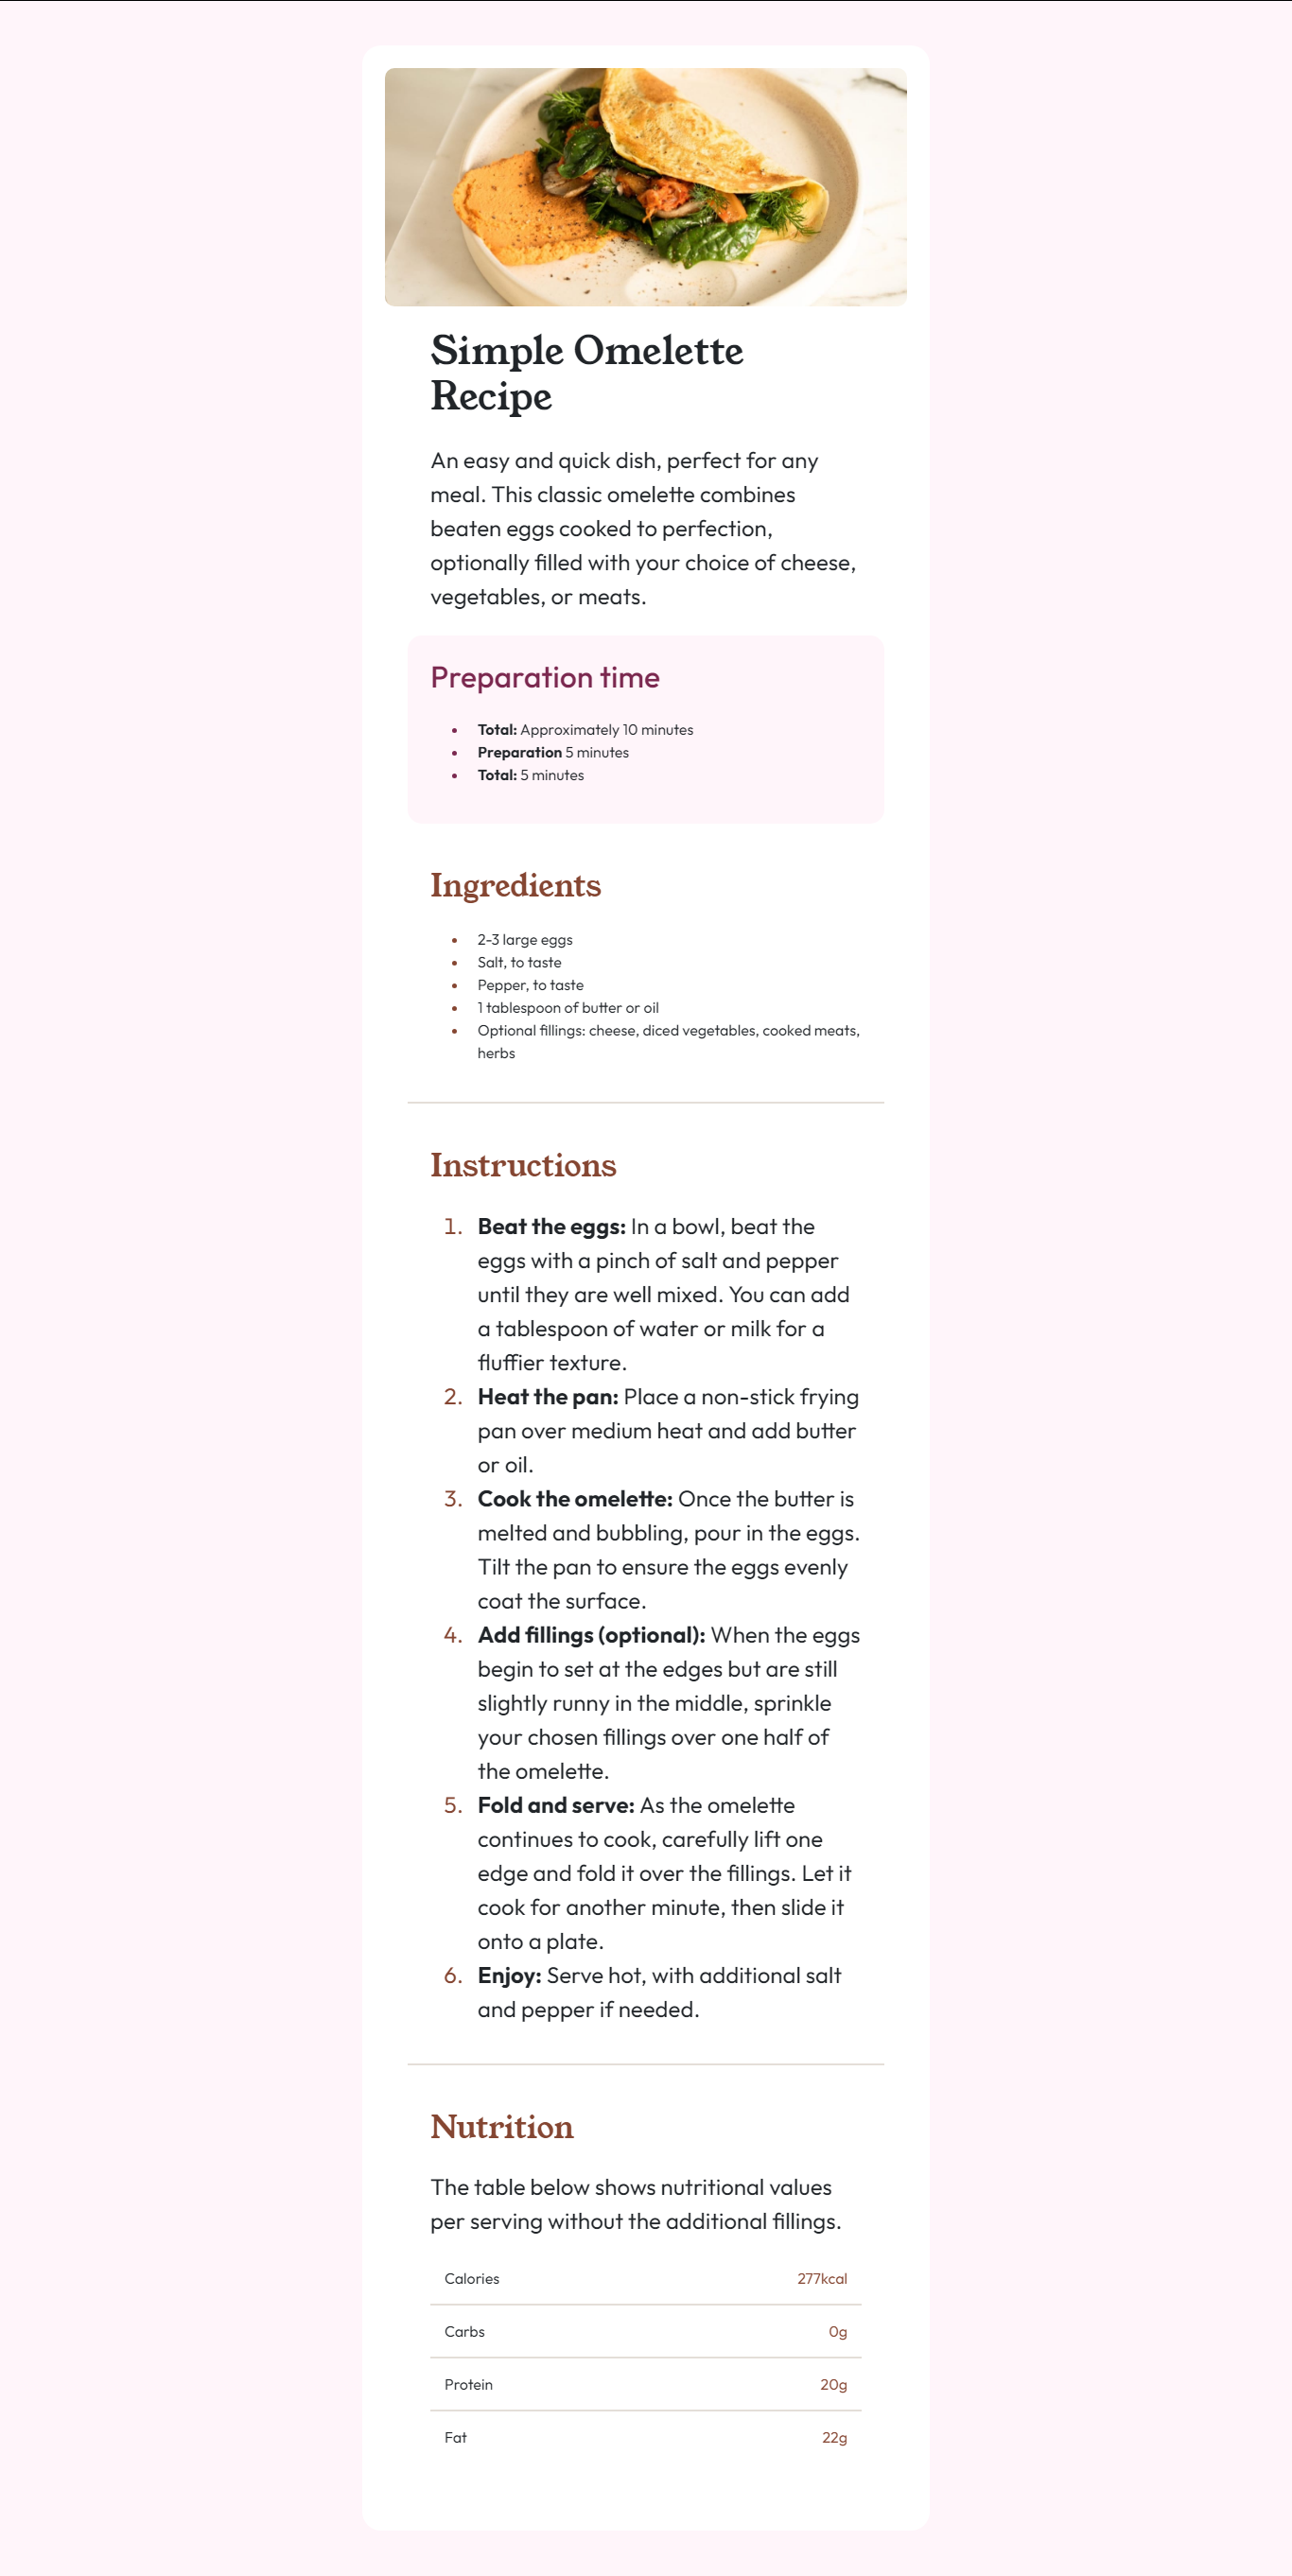 Simple Omelette
Recipe
An easy and quick dish, perfect for any
meal. This classic omelette combines
beaten eggs cooked to perfection,
optionally filled with your choice of cheese,
vegetables, or meats.
Preparation time
• Total: Approximately 10 minutes
• Preparation 5 minutes
• Total: 5 minutes
Ingredients
• 2-3 large eggs
• Salt, to taste
• Pepper, to taste
• 1 tablespoon of butter or oil
• Optional fillings: cheese, diced vegetables, cooked meats,
herbs
Instructions
1. Beat the eggs: In a bowl, beat the
eggs with a pinch of salt and pepper
until they are well mixed. You can add
a tablespoon of water or milk for a
fluffier texture.
2. Heat the pan: Place a non-stick frying
pan over medium heat and add butter
or oil.
3. Cook the omelette: Once the butter is
melted and bubbling, pour in the eggs.
Tilt the pan to ensure the eggs evenly
coat the surface.
4. Add fillings (optional): When the eggs
begin to set at the edges but are still
slightly runny in the middle, sprinkle
your chosen fillings over one half of
the omelette.
5. Fold and serve: As the omelette
continues to cook, carefully lift one
edge and fold it over the fillings. Let it
cook for another minute, then slide it
onto a plate.
6. Enjoy: Serve hot, with additional salt
and pepper if needed.
Nutrition
The table below shows nutritional values
per serving without the additional fillings.
Calories 277kcal
Carbs 0g
Protein 20g
Fat 22g